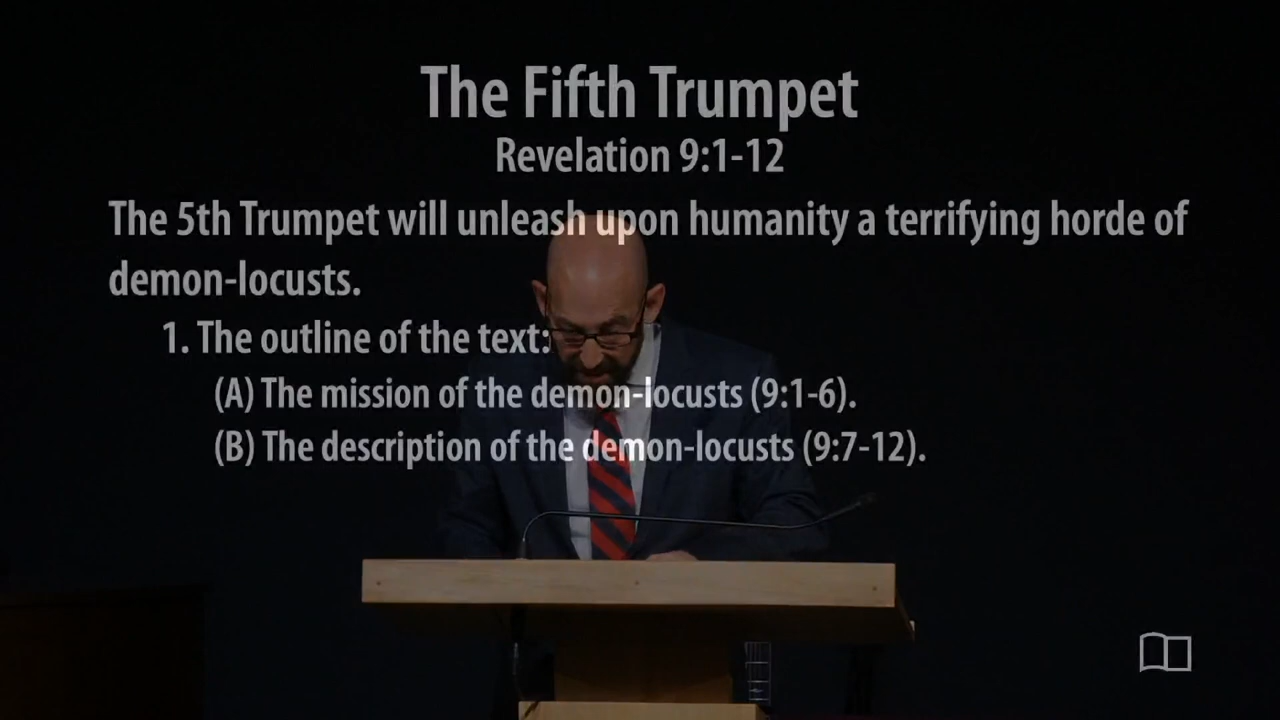 The Fifth Trumpet
Revelation 9:1-12
The 5th Trumpet will unleash upon humanity a terrifying horde of
demon-locusts.
1. The outline of the text:
(A) The mission of the demon-locusts (9:1-6).
(B) The description of the demon-locusts (9:7-12).